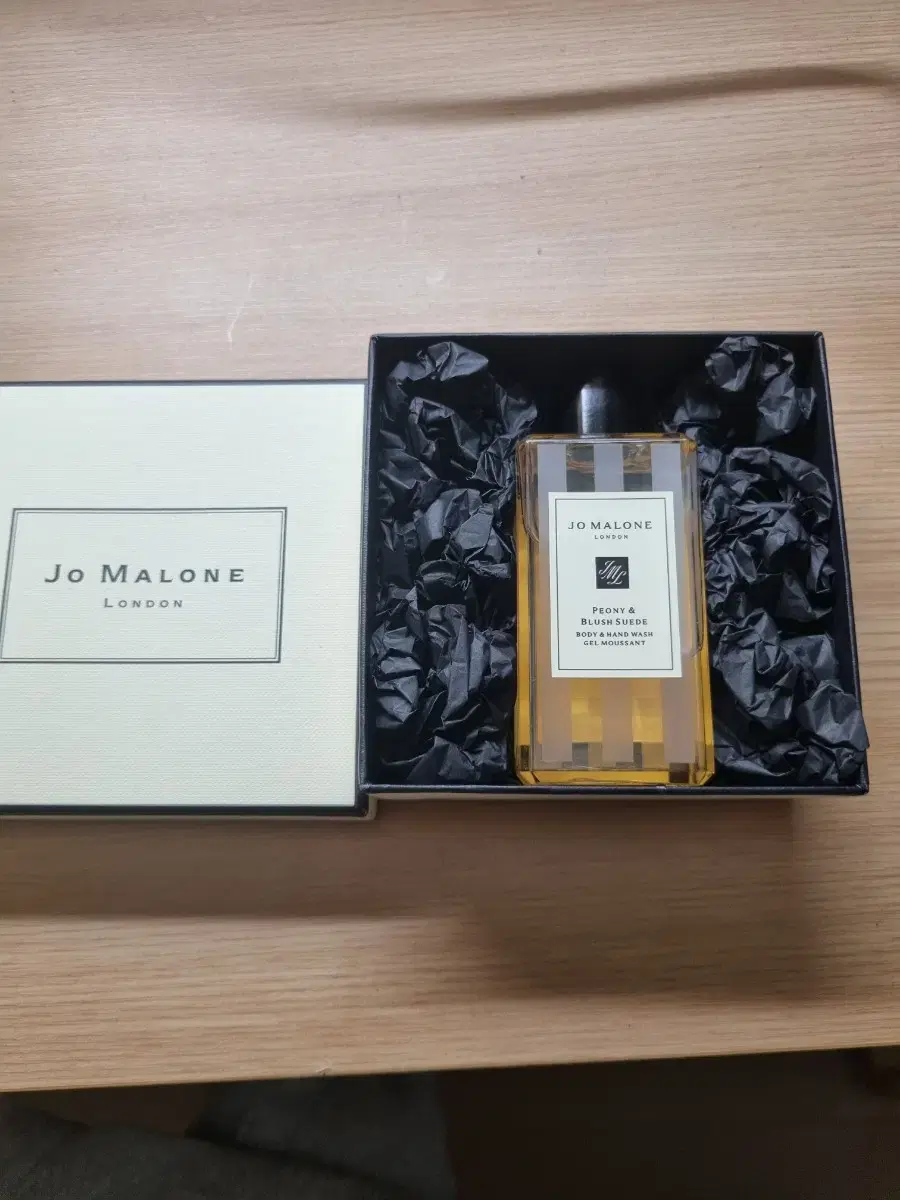 JO MALONE
LONDON
JO MALONE
LONDON
JML
PEONY &
BLUSH SUEDE
BODY & HAND WASH
GEL MOUSSANT